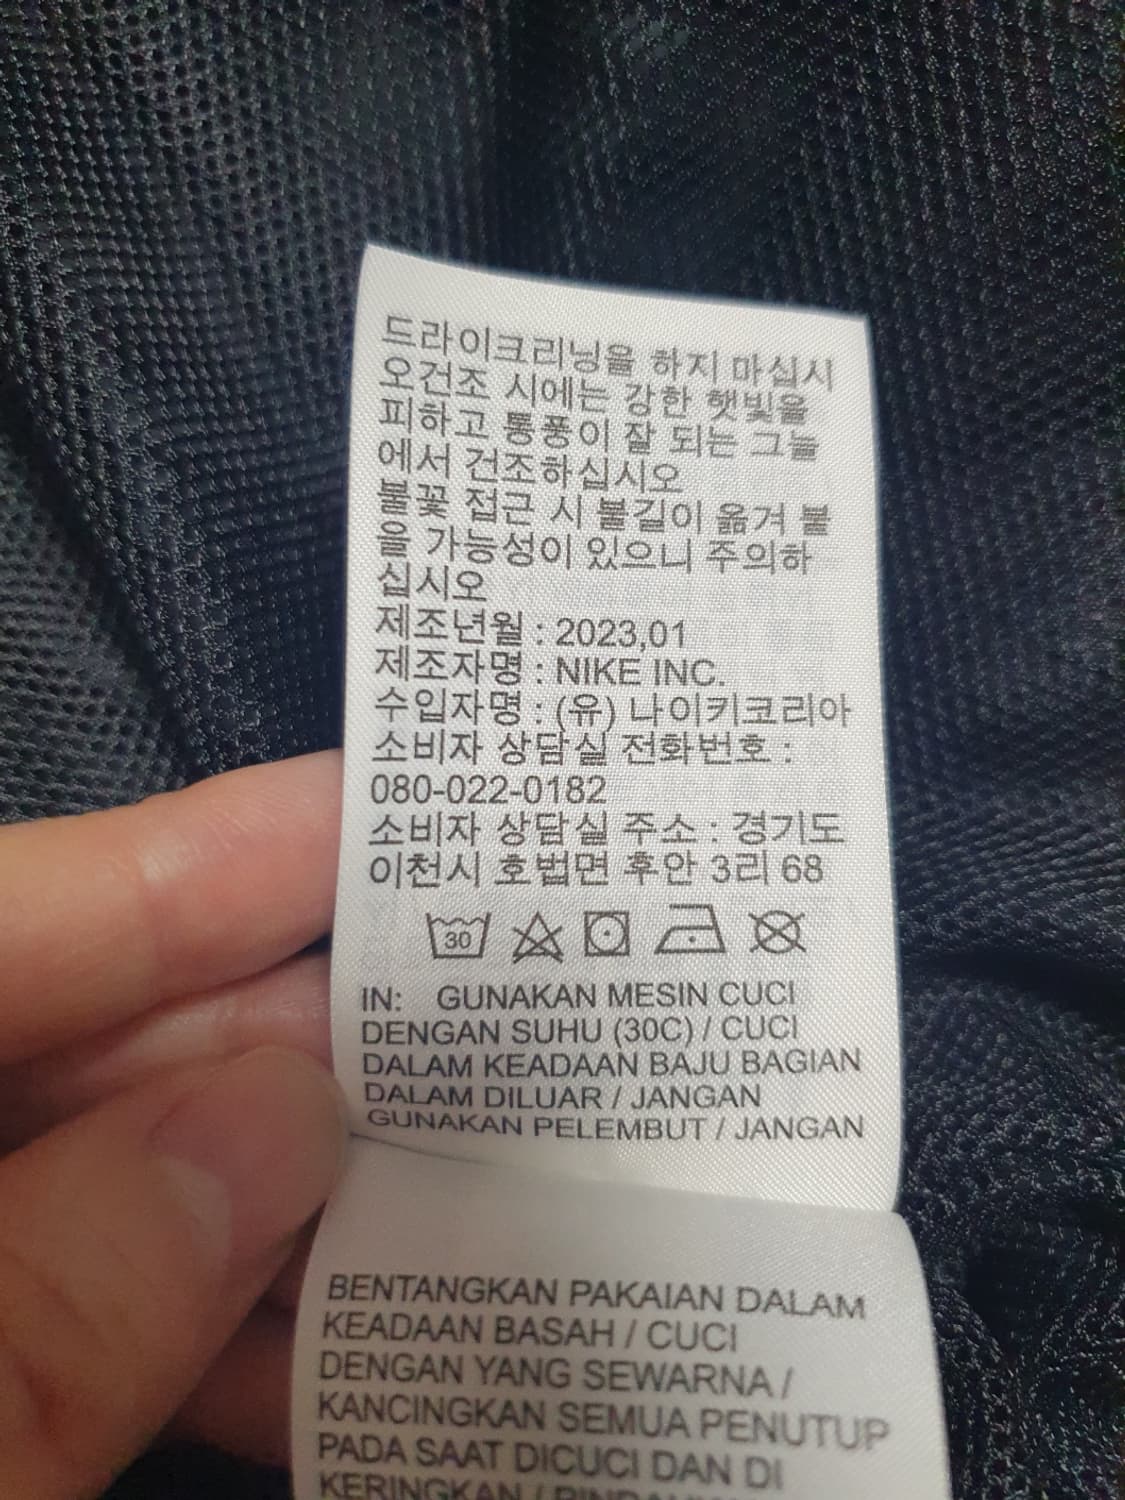 드라이크리닝을 하지 마십시
오건조 시에는 강한 햇빛을
피하고 통풍이 잘 되는 그늘
에서 건조하십시오
불꽃 접근 시 불길이 옮겨 붙
을 가능성이 있으니 주의하
십시오
제조년월 : 2023,01
제조자명 : NIKE INC.
수입자명 : (유) 나이키코리아
소비자 상담실 전화번호 :
080-022-0182
소비자 상담실 주소 : 경기도
이천시 호법면 후안 3리 68
30
IN: GUNAKAN MESIN CUCI
DENGAN SUHU (30C) / CUCI
DALAM KEADAAN BAJU BAGIAN
DALAM DILUAR / JANGAN
GUNAKAN PELEMBUT / JANGAN
BENTANGKAN PAKAIAN DALAM
KEADAAN BASAH / CUCI
DENGAN YANG SEWARNA /
KANCINGKAN SEMUA PENUTUP
PADA SAAT DICUCI DAN DI
KERINGKAN /